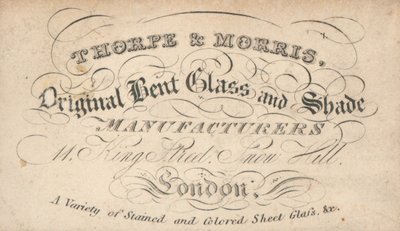 THORPE & MORRIS,
Original Bent Glass and Shade
MANUFACTURERS
11. King Street. Snow Hill.
London.
A Variety of Stained and Colored Sheet Glass. &c.